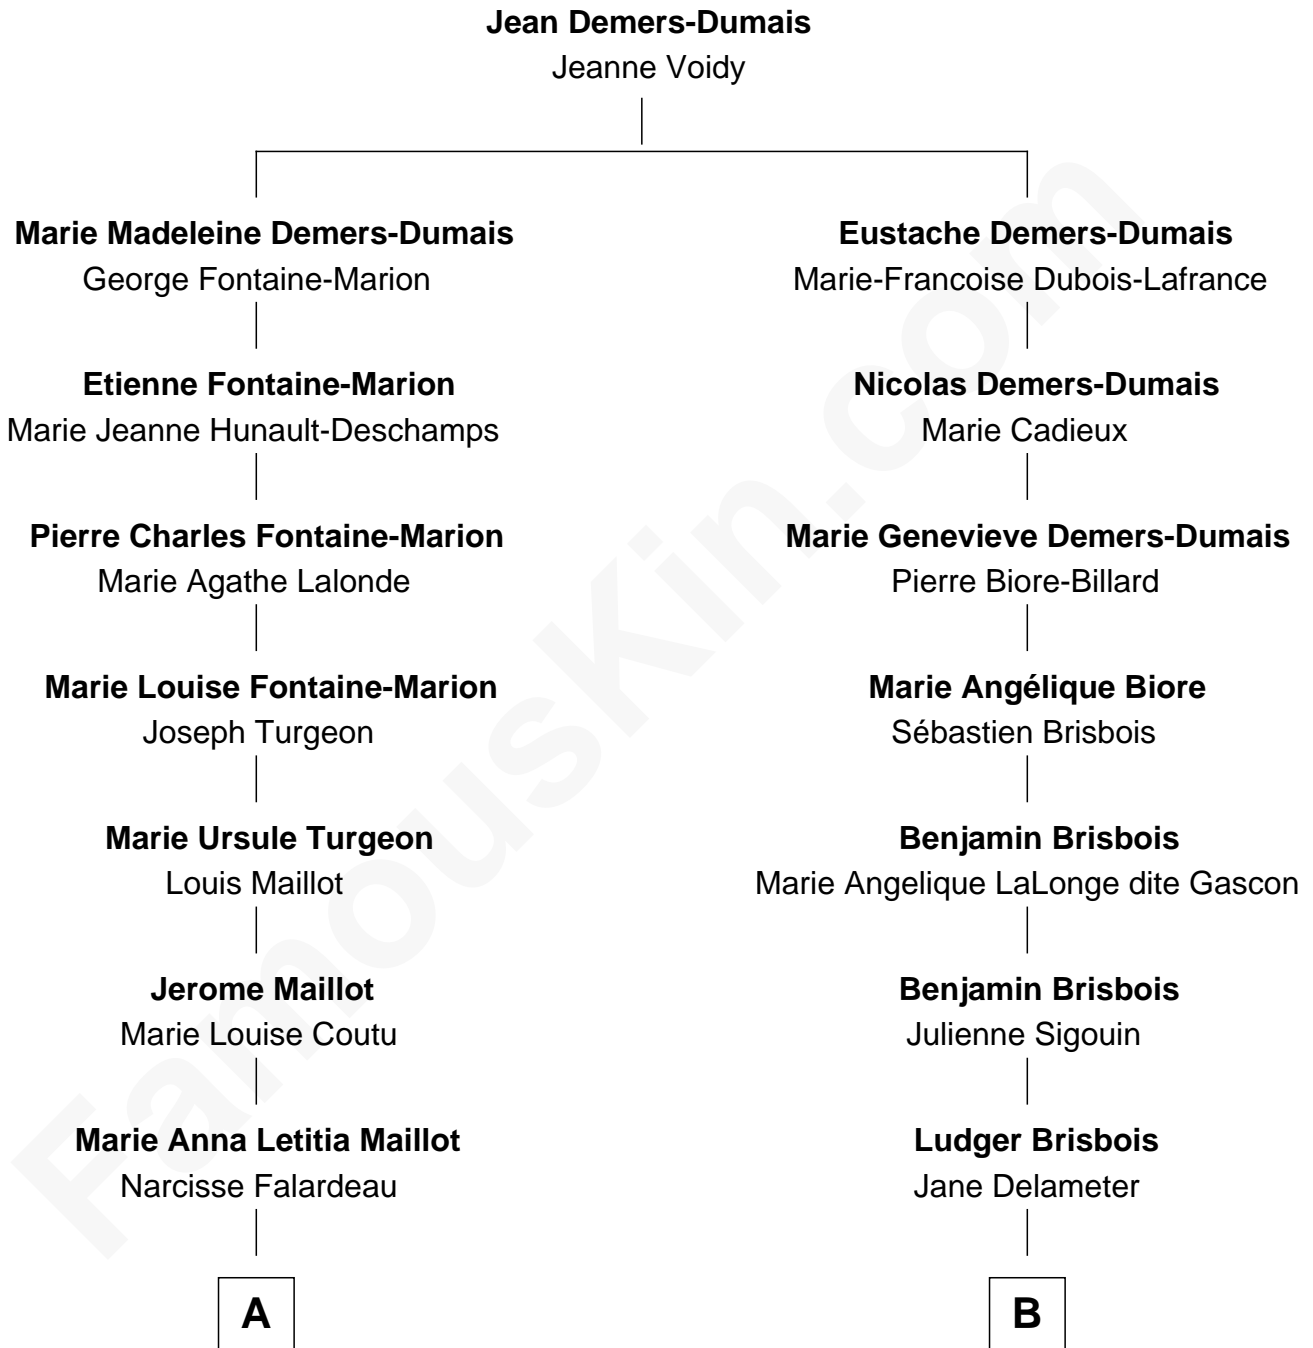 Jean Demers-Dumais
Jeanne Voidy
Marie Madeleine Demers-Dumais
George Fontaine-Marion
Etienne Fontaine-Marion
Marie Jeanne Hunault-Deschamps
Pierre Charles Fontaine-Marion
Marie Agathe Lalonde
Marie Louise Fontaine-Marion
Joseph Turgeon
Marie Ursule Turgeon
Louis Maillot
Jerome Maillot
Marie Louise Coutu
Marie Anna Letitia Maillot
Narcisse Falardeau
A
Eustache Demers-Dumais
Marie-Francoise Dubois-Lafrance
Nicolas Demers-Dumais
Marie Cadieux
Marie Genevieve Demers-Dumais
Pierre Biore-Billard
Marie Angélique Biore
Sébastien Brisbois
Benjamin Brisbois
Marie Angelique LaLonge dite Gascon
Benjamin Brisbois
Julienne Sigouin
Ludger Brisbois
Jane Delameter
B
FamousKin.com